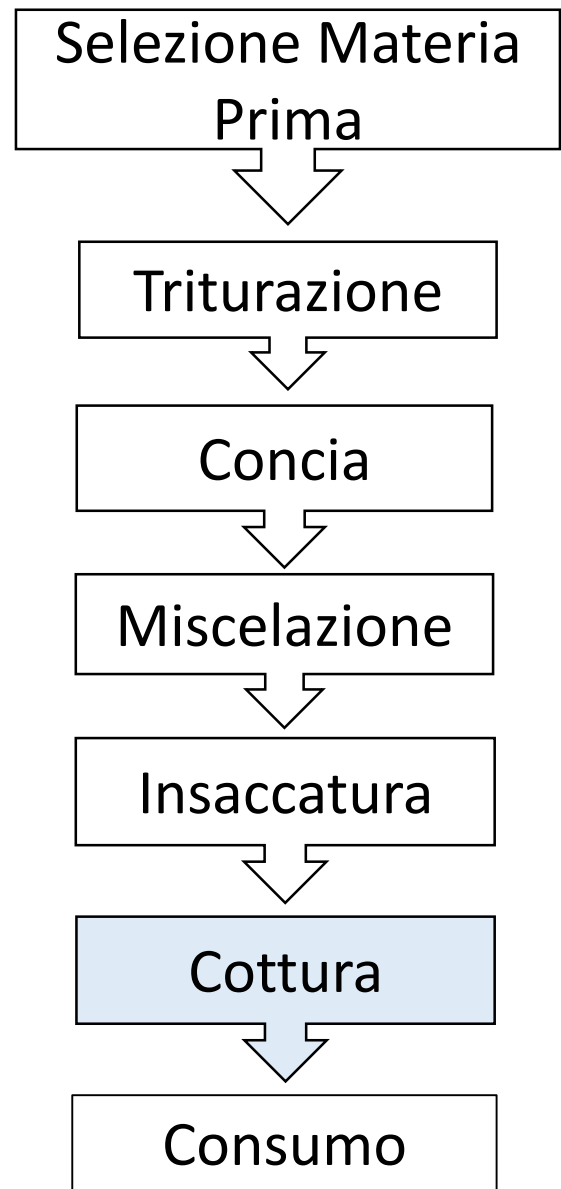 Selezione Materia
Prima
Triturazione
Concia
Miscelazione
Insaccatura
Cottura
Consumo